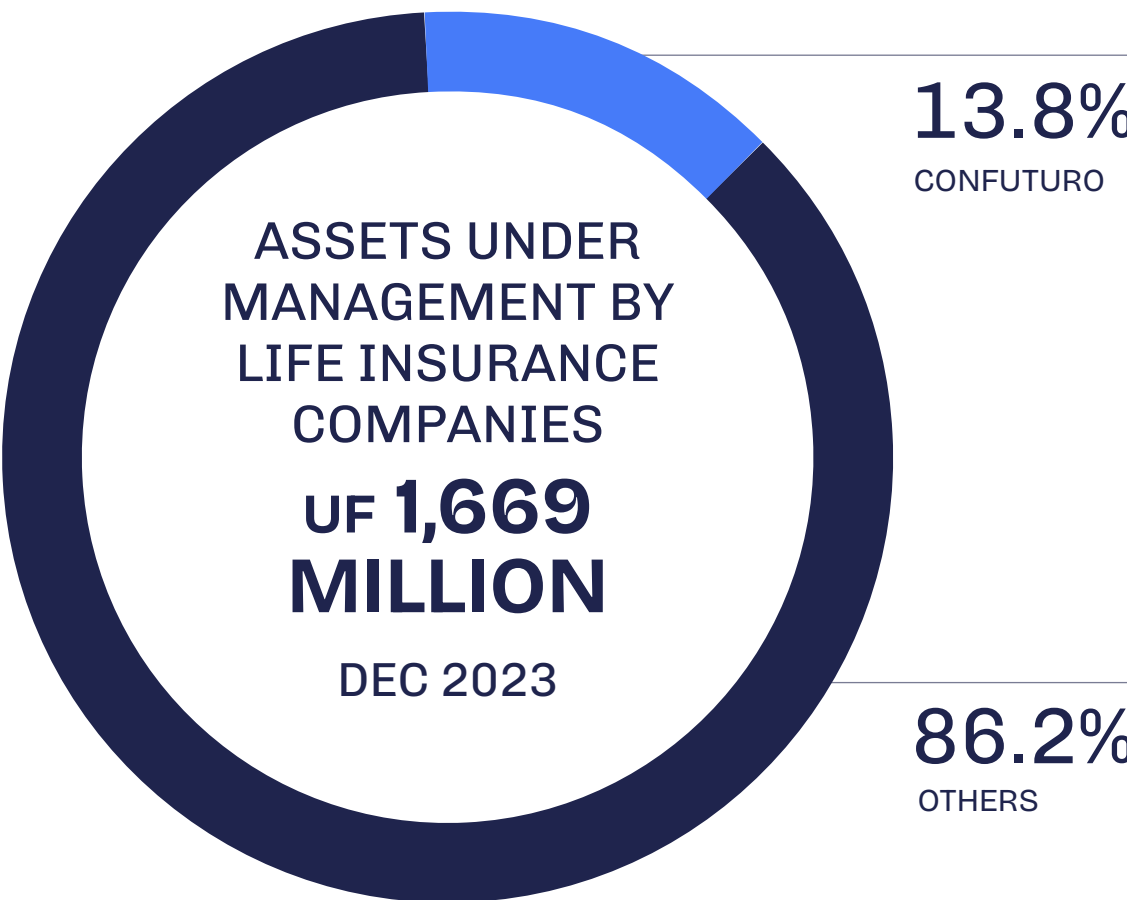 ASSETS UNDER
MANAGEMENT BY
LIFE INSURANCE
COMPANIES
UF 1,669
MILLION
DEC 2023
13.8%
CONFUTURO
86.2%
OTHERS